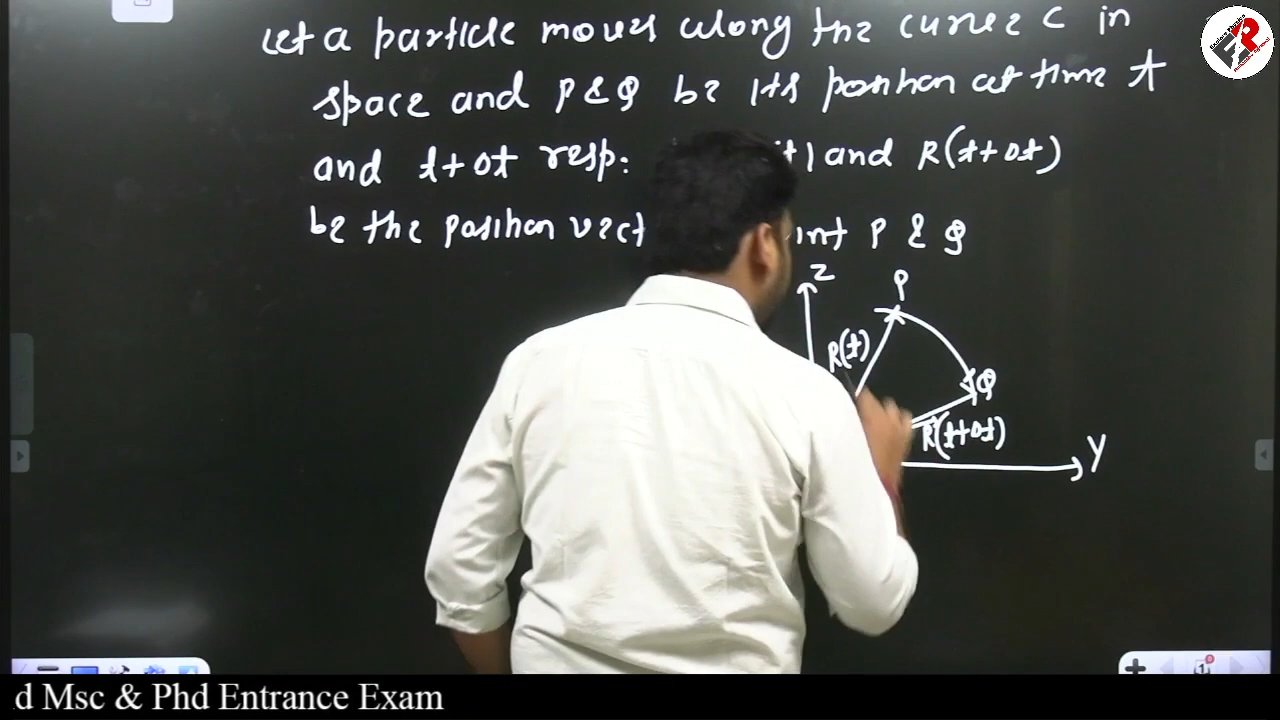 Let a particle moves along the curve C in
space and P & Q be its position at time t
and t+Δt resp. and R(t+Δt)
be the position vect int P & Q
Z
P
R(t)
Q
R(t+Δt)
Y
d Msc & Phd Entrance Exam